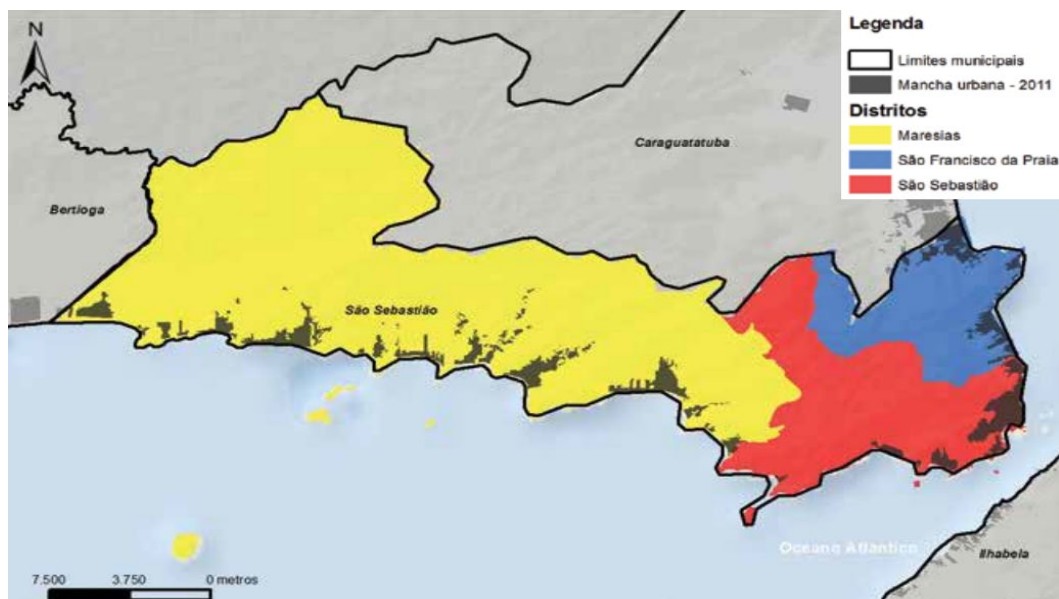 N
Legenda
Limites municipais
Mancha urbana - 2011
Distritos
Maresias
São Francisco da Praia
São Sebastião
Caraguatatuba
Bertioga
São Sebastião
Oceano Atlantico
Ilhabela
7.500 3.750 0 metros